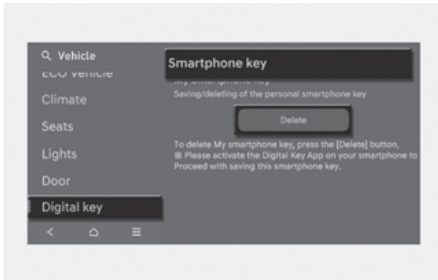 Vehicle
ECO Vehicle
Climate
Seats
Lights
Door
Digital key
Smartphone key
My smartphone key
Saving/deleting of the personal smartphone key
Delete
To delete My smartphone key, press the [Delete] button,
※ Please activate the Digital Key App on your smartphone to
Proceed with saving this smartphone key.